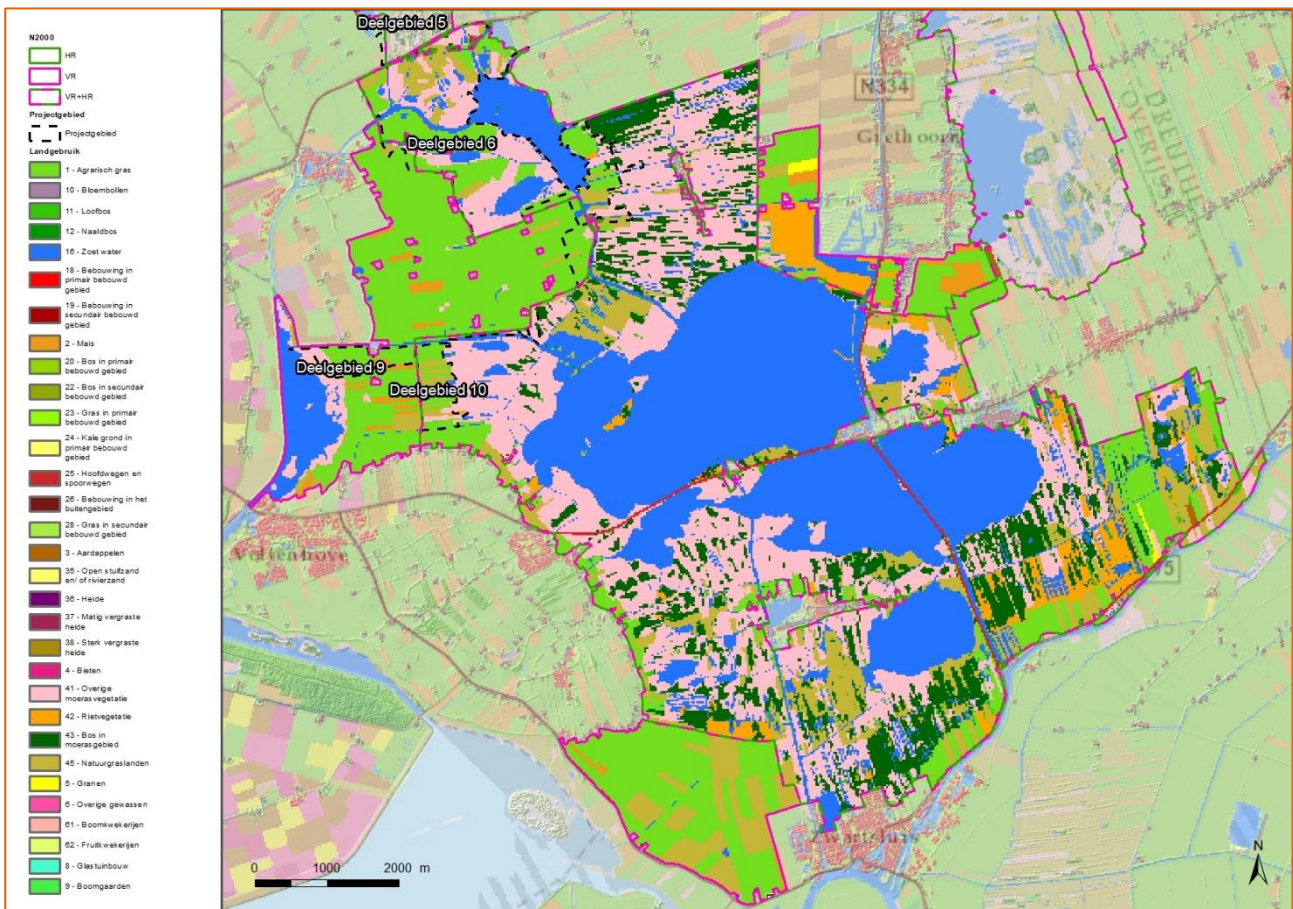 N2000
HR
VR
VR+HR
Projectgebied
Projectgebied
Landgebruik
1 - Agrarisch gras
10 - Bloembollen
11 - Loofbos
12 - Naaldbos
16 - Zoet water
18 - Bebouwing in
primair bebouwd
gebied
19 - Bebouwing in
secundair bebouwd
gebied
2 - Mais
20 - Bos in primair
bebouwd gebied
22 - Bos in secundair
bebouwd gebied
23 - Gras in primair
bebouwd gebied
24 - Kale grond in
primair bebouwd
gebied
25 - Hoofdwegen en
spoorwegen
26 - Bebouwing in het
buitengebied
28 - Gras in secundair
bebouwd gebied
3 - Aardappelen
35 - Open stuifzand
en/ of rivierzand
36 - Heide
37 - Matig vergraste
heide
38 - Sterk vergraste
heide
4 - Bieten
41 - Overige
moerasvegetatie
42 - Rietvegetatie
43 - Bos in
moerasgebied
45 - Natuurgraslanden
5 - Granen
6 - Overige gewassen
61 - Boomkwekerijen
62 - Fruitkwekerijen
8 - Glastuinbouw
9 - Boomgaarden
Deelgebied 5
N334
Giethoorn
DRENTHE
OVERIJSSEL
Deelgebied 6
Deelgebied 9
Deelgebied 10
Vollenhove
Zwartsluis
0 1000 2000 m
N